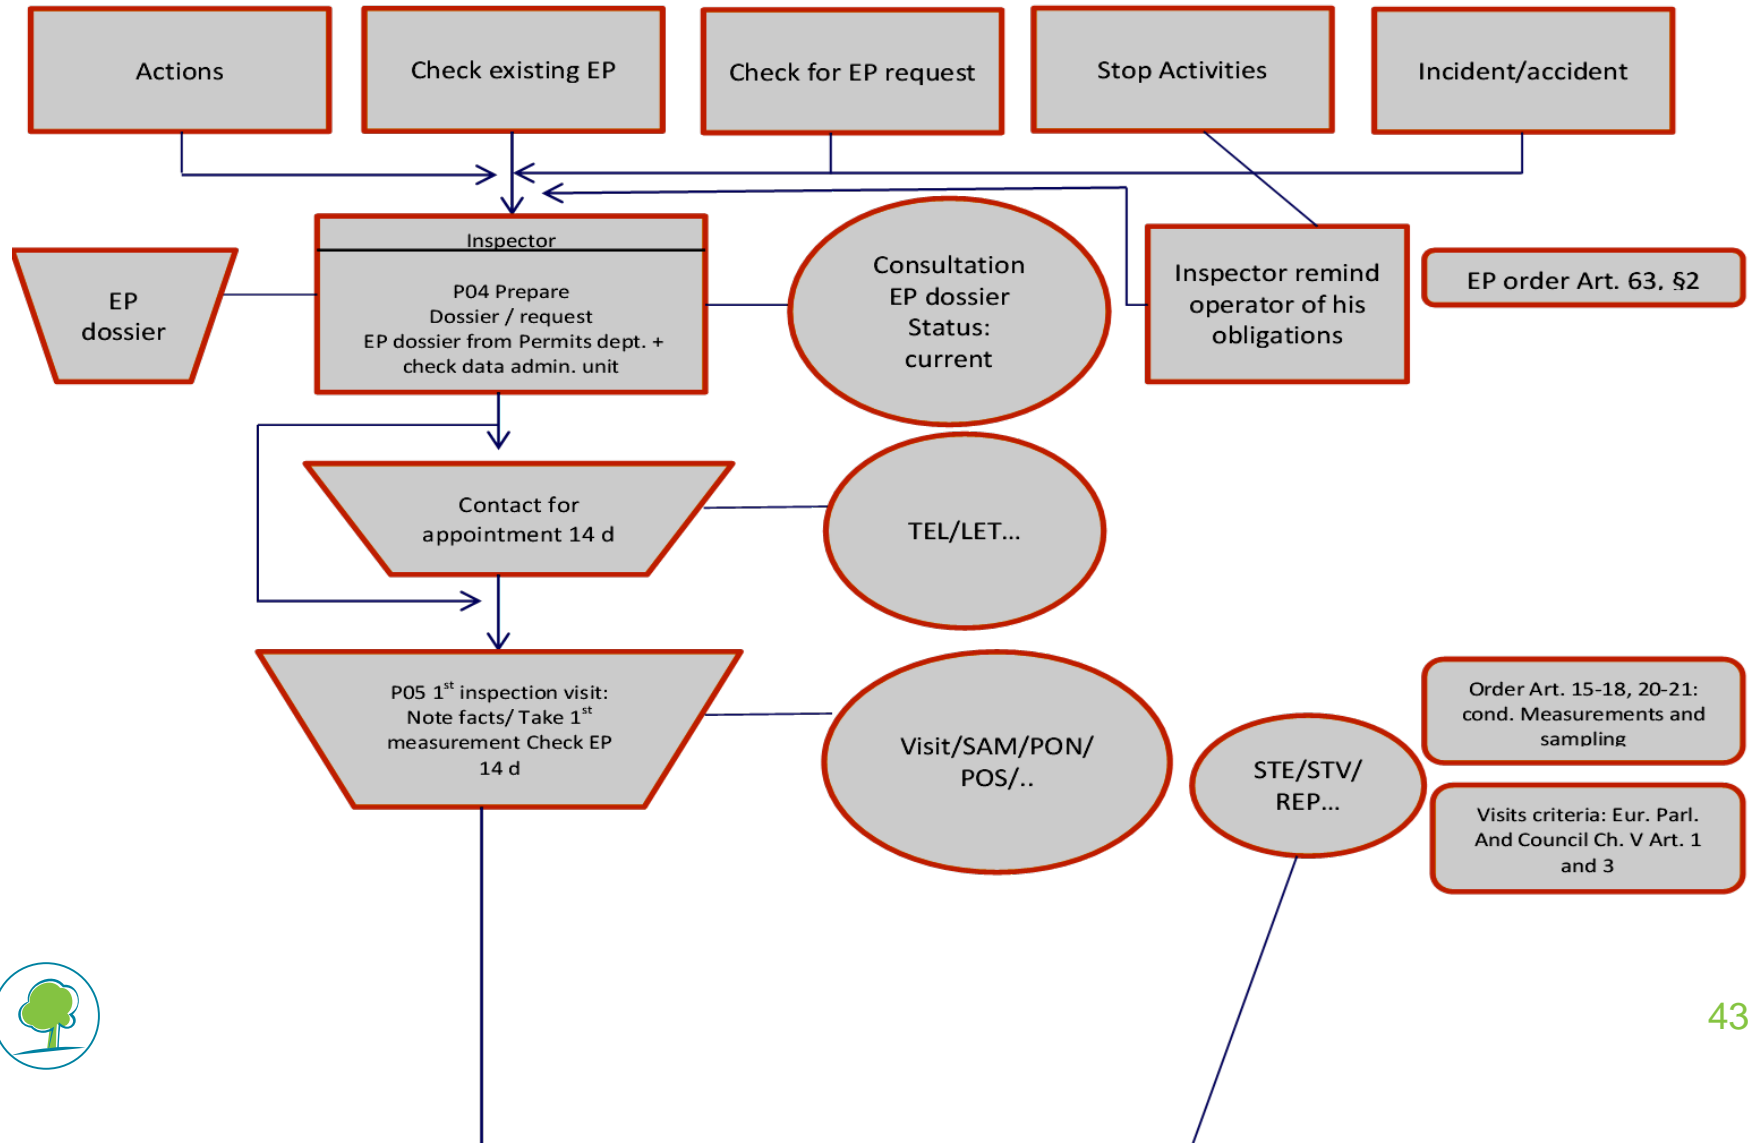 Actions
Check existing EP
Check for EP request
Stop Activities
Incident/accident
Inspector
P04 Prepare
Dossier / request
EP dossier from Permits dept. +
check data admin. unit
EP
dossier
Consultation
EP dossier
Status:
current
Inspector remind
operator of his
obligations
EP order Art. 63, §2
Contact for
appointment 14 d
TEL/LET...
P05 1st inspection visit:
Note facts/ Take 1st
measurement Check EP
14 d
Visit/SAM/PON/
POS/..
STE/STV/
REP...
Order Art. 15-18, 20-21:
cond. Measurements and
sampling
Visits criteria: Eur. Parl.
And Council Ch. V Art. 1
and 3
43